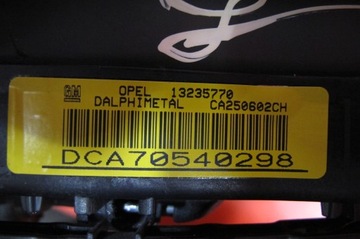 GM OPEL 13235770
DALPHIMETAL CA250602CH
DCA70540298